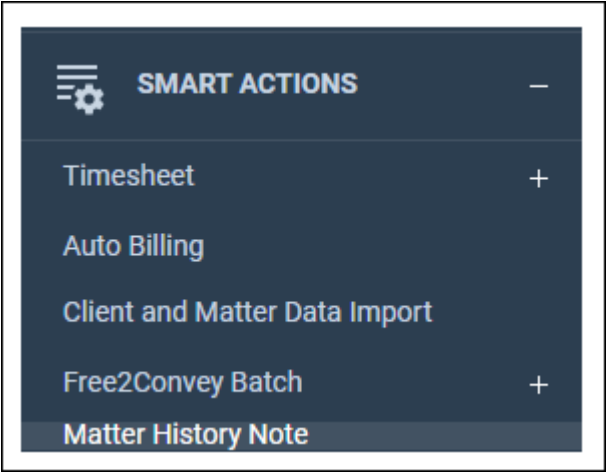 SMART ACTIONS −
Timesheet +
Auto Billing
Client and Matter Data Import
Free2Convey Batch +
Matter History Note